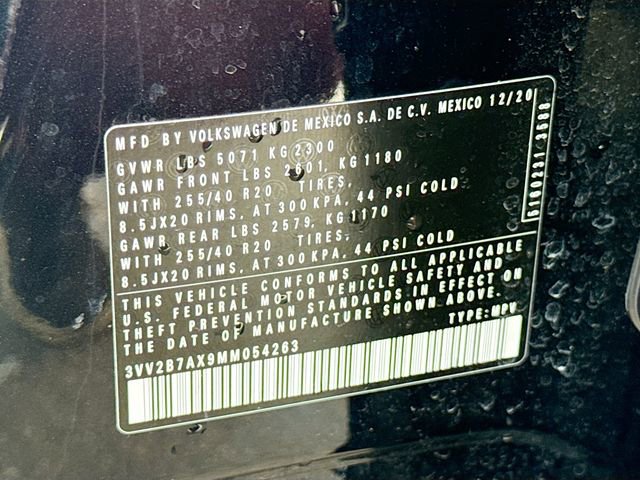 MFD BY VOLKSWAGEN DE MEXICO S.A. DE C.V. MEXICO 12/20
GVWR LBS 5071 KG 2300
GAWR FRONT LBS 2601, KG 1180
WITH 255/40 R20 TIRES,
8.5JX20 RIMS, AT 300 KPA, 44 PSI COLD
GAWR REAR LBS 2579, KG 1170
WITH 255/40 R20 TIRES,
8.5JX20 RIMS, AT 300 KPA, 44 PSI COLD
THIS VEHICLE CONFORMS TO ALL APPLICABLE
U.S. FEDERAL MOTOR VEHICLE SAFETY AND
THEFT PREVENTION STANDARDS IN EFFECT ON
THE DATE OF MANUFACTURE SHOWN ABOVE.
3VV2B7AX9MM054263 TYPE:MPV